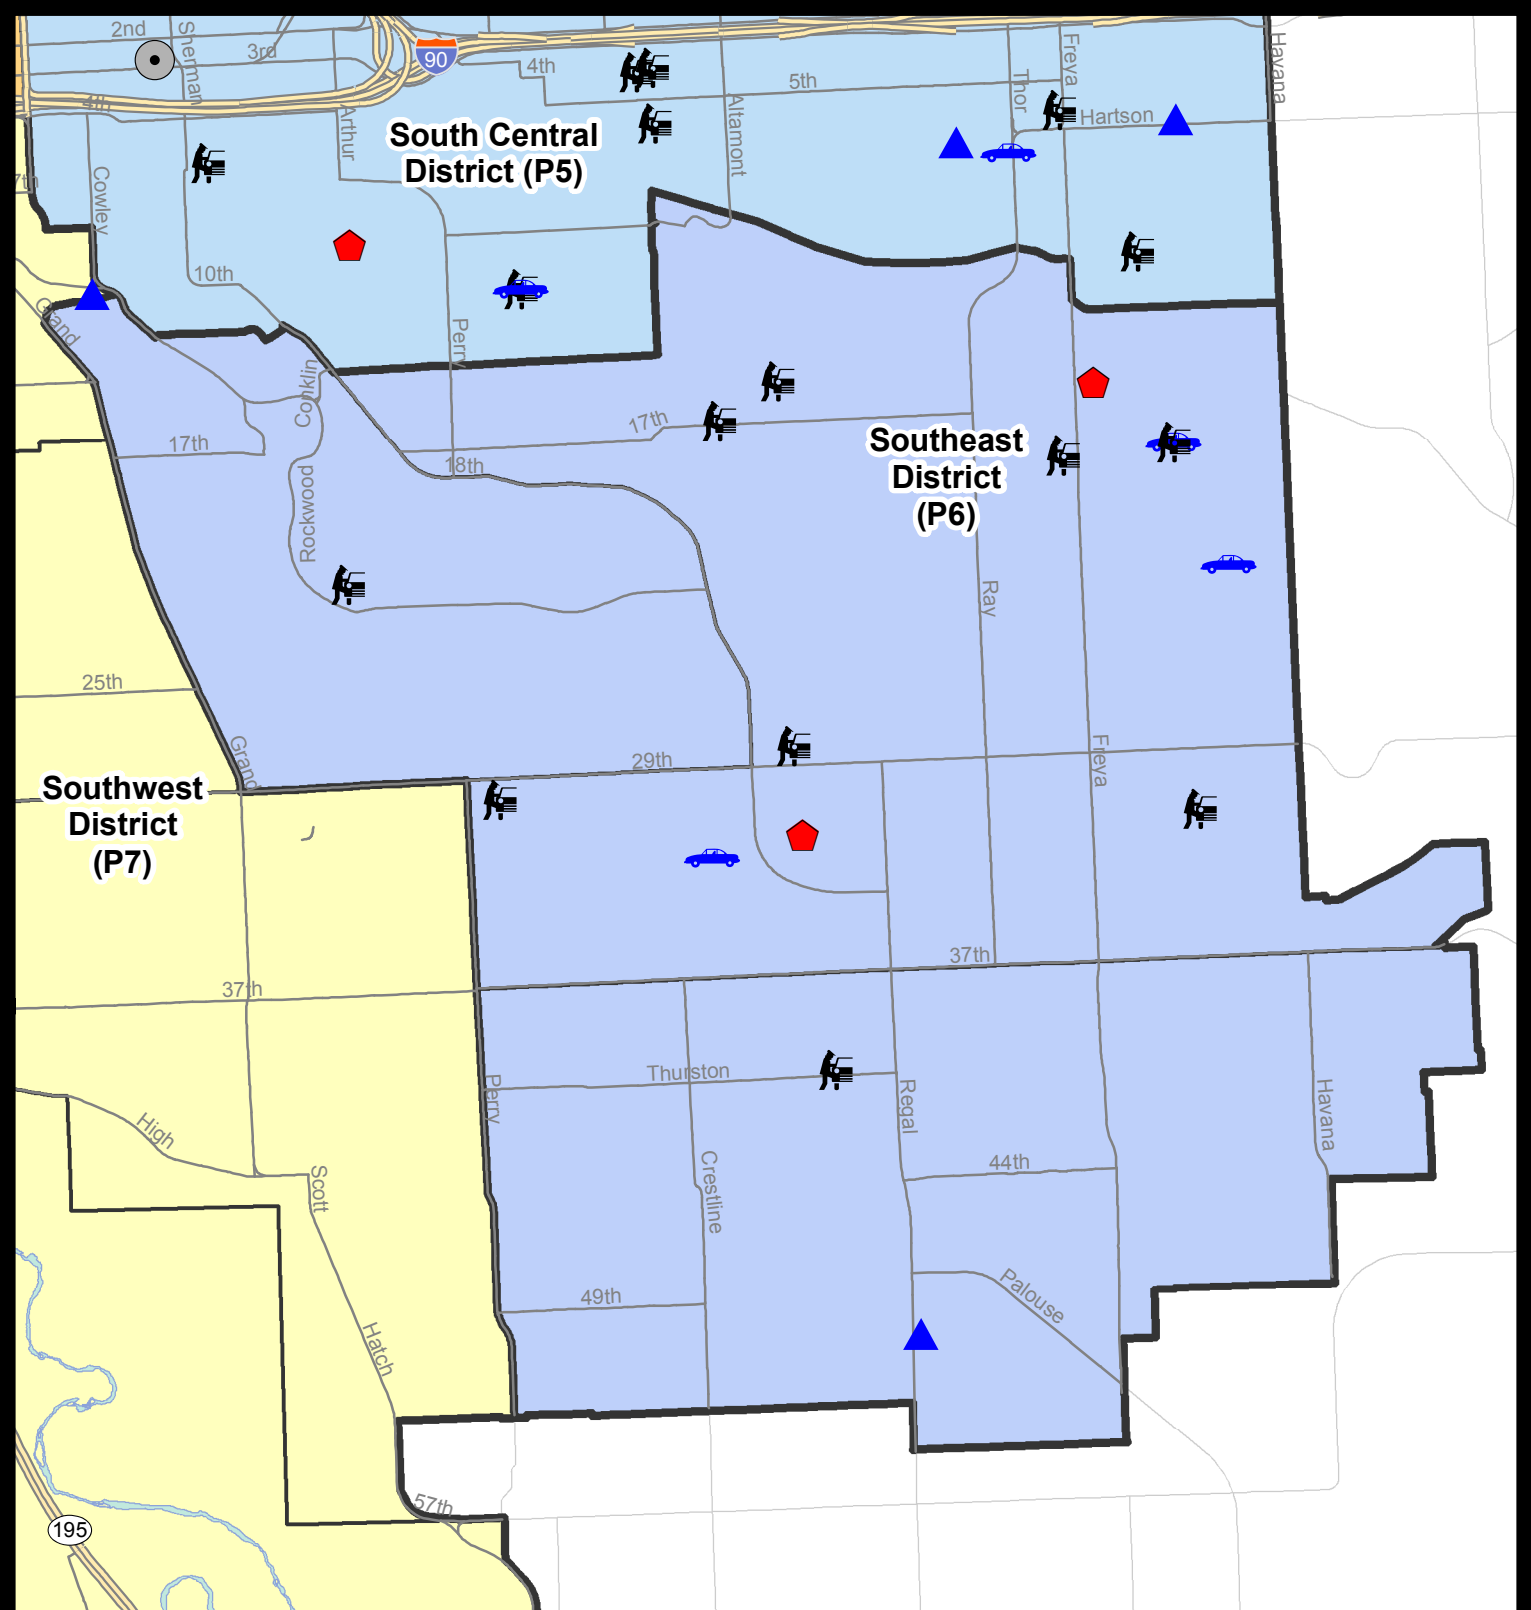 2nd
Sherman
3rd
90
4th
5th
Thor
Freya
Havana
4th
Arthur
Altamont
Hartson
South Central
District (P5)
7th
Cowley
10th
Grand
Perry
Conklin
17th
17th
18th
Southeast
District
(P6)
Rockwood
Ray
25th
Grand
29th
Freya
Southwest
District
(P7)
37th
37th
Thurston
Perry
Regal
Havana
High
Scott
Crestline
44th
49th
Palouse
Hatch
57th
195